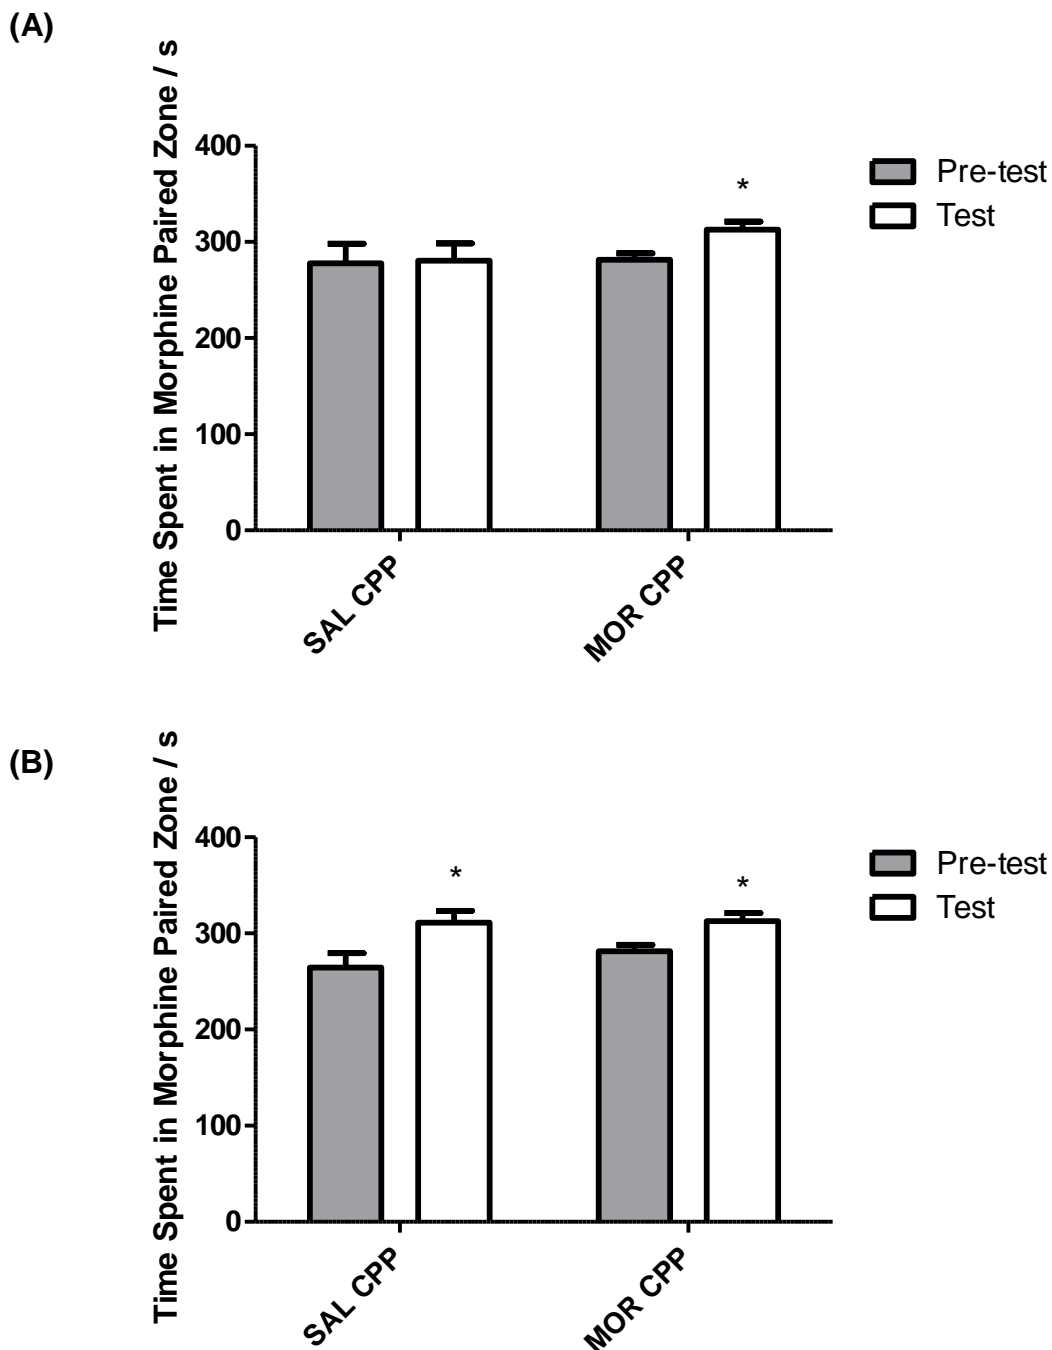 (A)
Time Spent in Morphine Paired Zone / s
400
300
200
100
0
*
Pre-test
Test
SAL CPP
MOR CPP
(B)
Time Spent in Morphine Paired Zone / s
400
300
200
100
0
*
*
Pre-test
Test
SAL CPP
MOR CPP